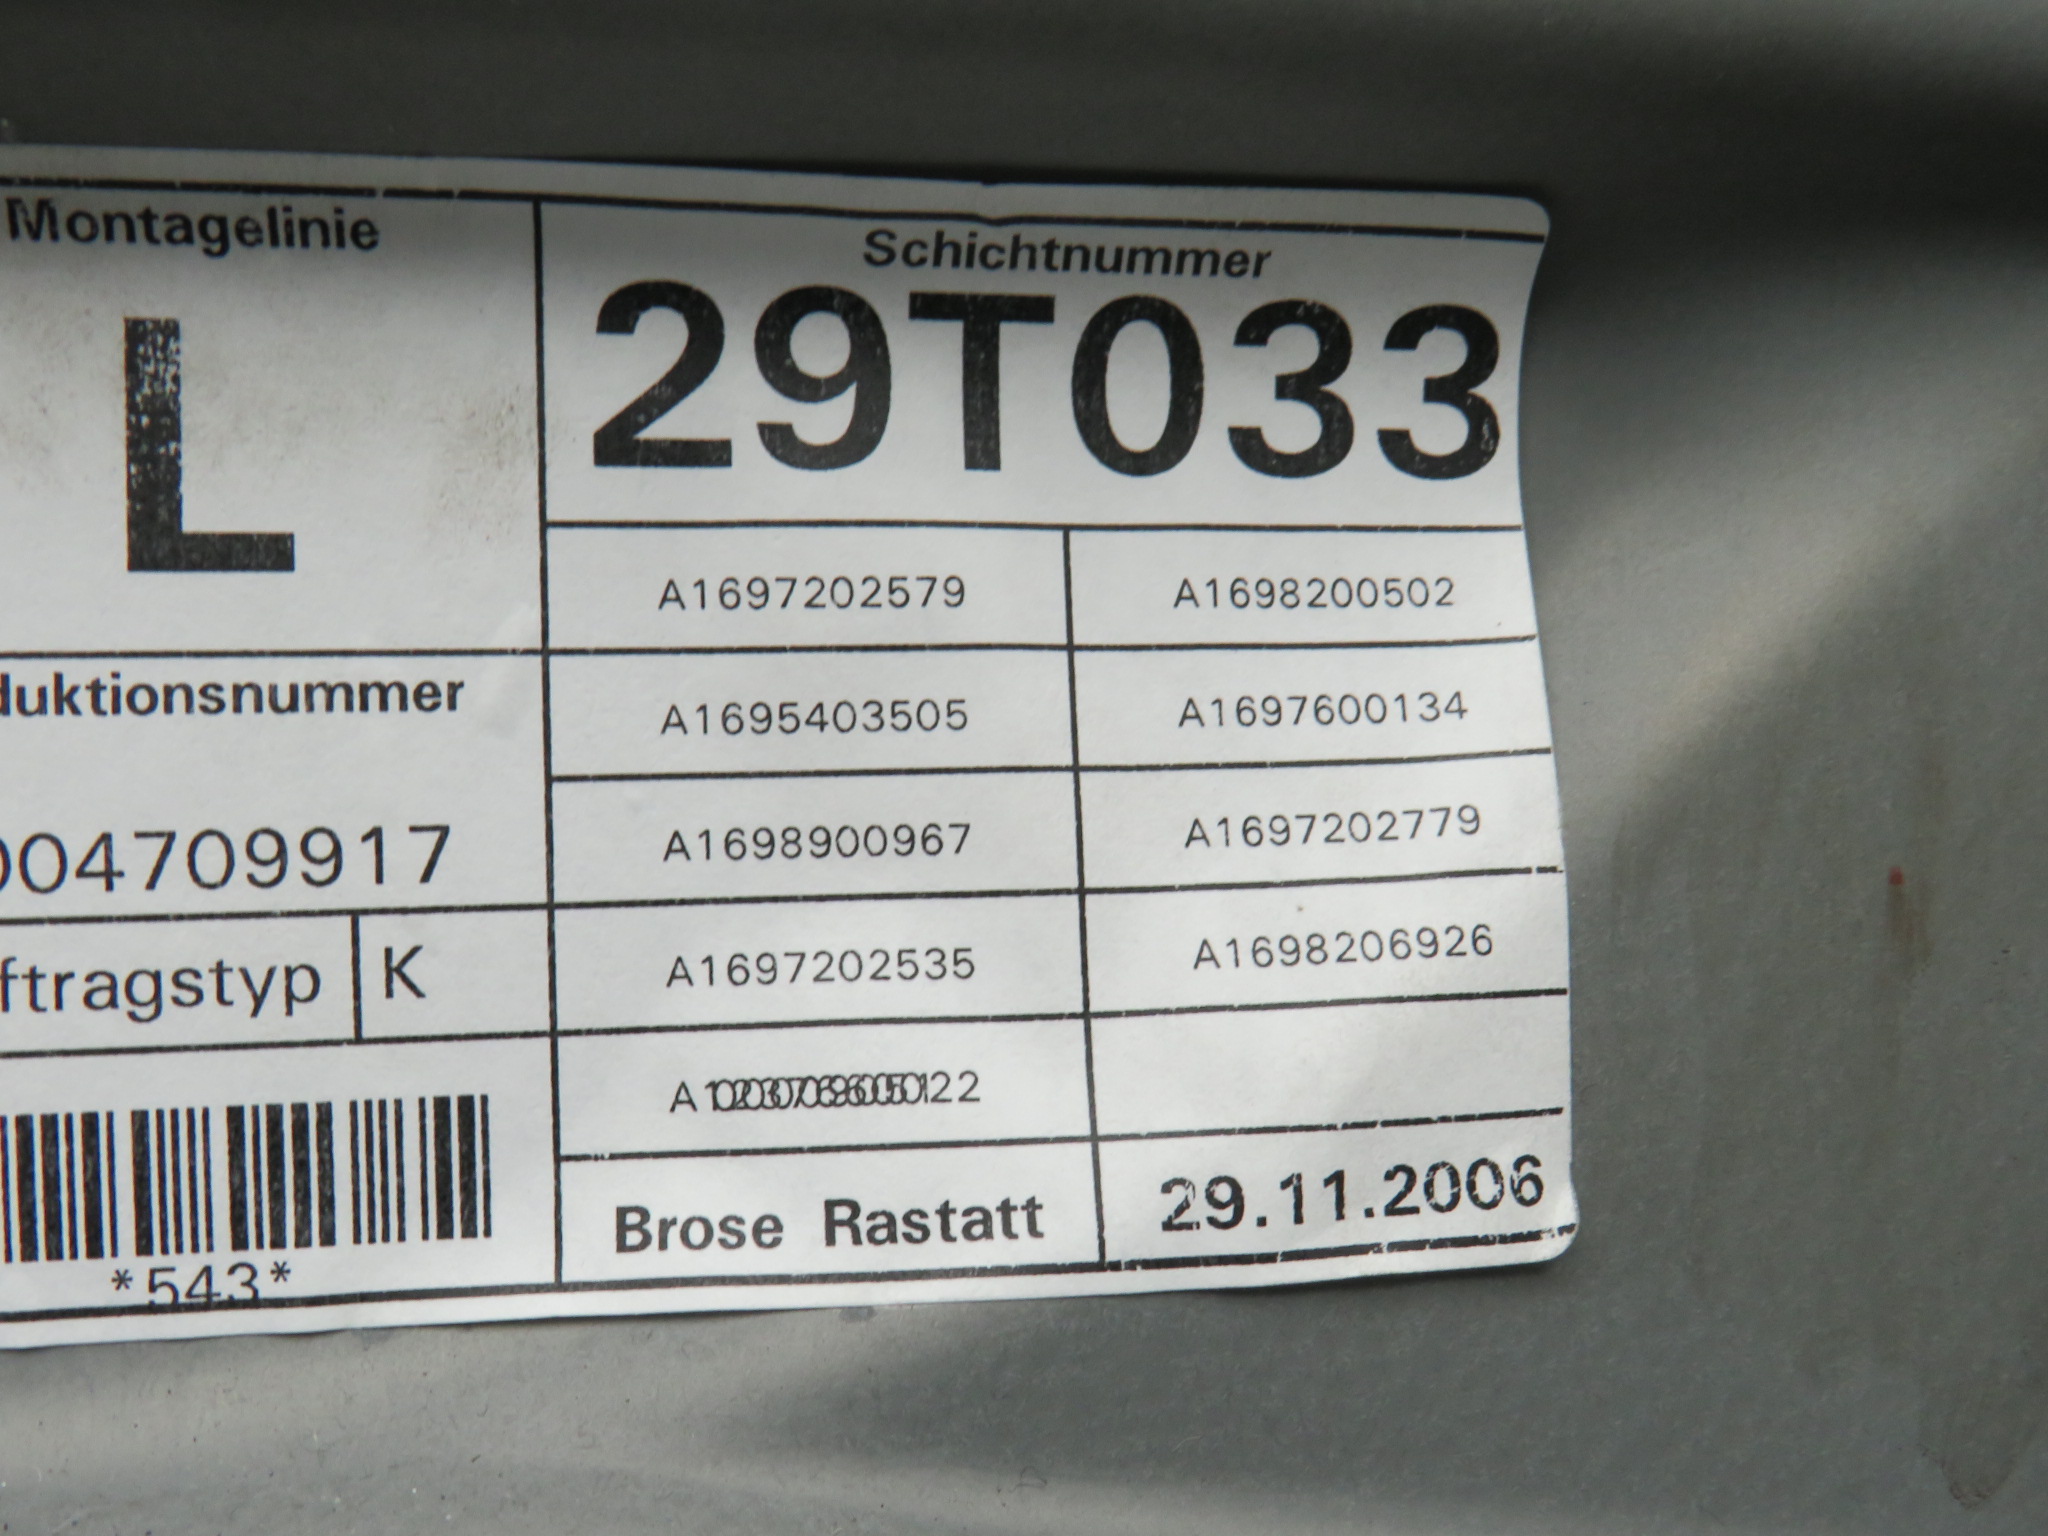 Montagelinie
L
Schichtnummer
29T033
A1697202579 A1698200502
A1695403505 A1697600134
duktionsnummer
A1698900967 A1697202779
004709917
A1697202535 A1698206926
ftragstyp K
Brose Rastatt 29.11.2006
*543*